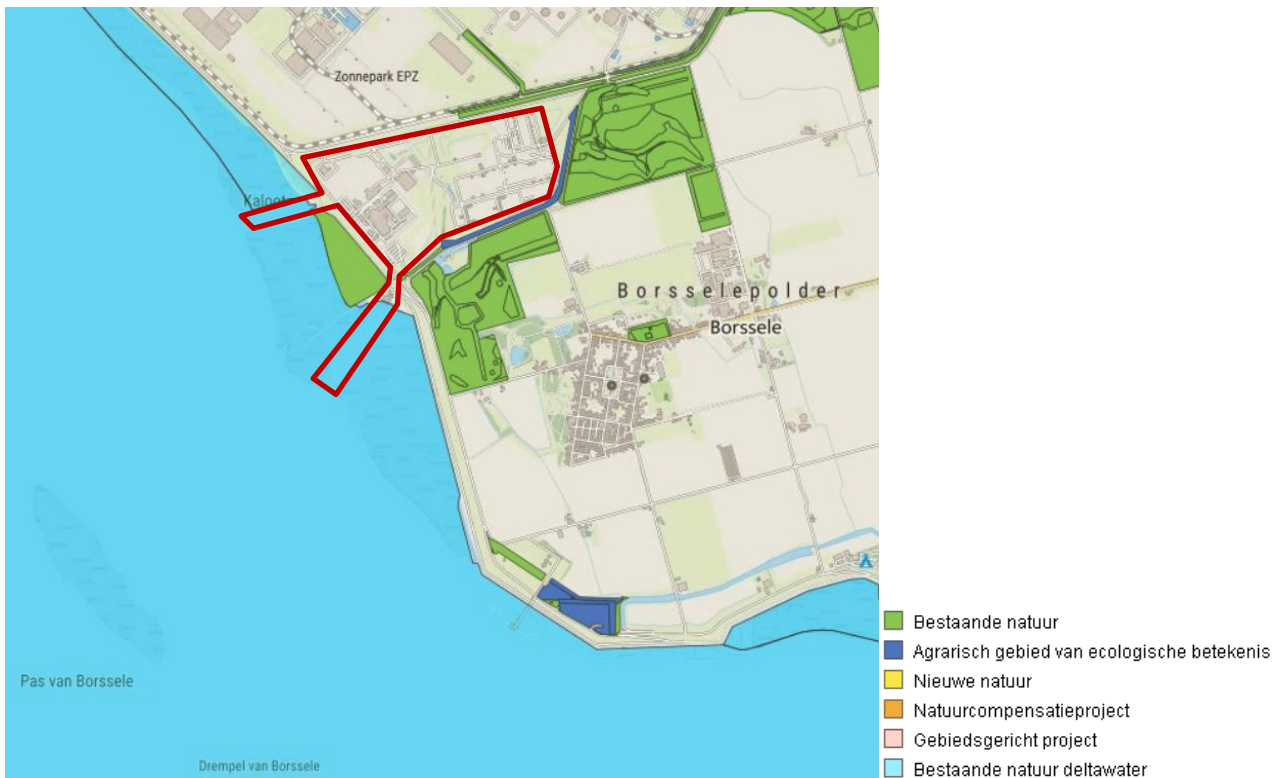 Zonnepark EPZ
Kaloot
Borsselepolder
Borssele
Pas van Borssele
Drempel van Borssele
Bestaande natuur
Agrarisch gebied van ecologische betekenis
Nieuwe natuur
Natuurcompensatieproject
Gebiedsgericht project
Bestaande natuur deltawater